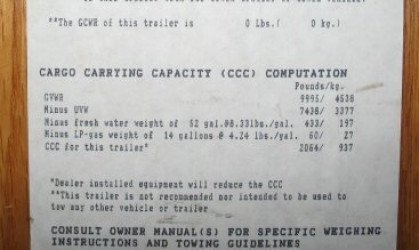 **The GCWR of this trailer is 0 Lbs.( 0 kg.)
CARGO CARRYING CAPACITY (CCC) COMPUTATION
Pounds/kg.
GVWR 9995/ 4538
Minus UVW 7438/ 3377
Minus fresh water weight of 52 gal.@8.33lbs./gal. 433/ 197
Minus LP-gas weight of 14 gallons @ 4.24 lbs./gal. 60/ 27
CCC for this trailer* 2064/ 937
*Dealer installed equipment will reduce the CCC
**This trailer is not recommended nor intended to be used to
tow any other vehicle or trailer
CONSULT OWNER MANUAL(S) FOR SPECIFIC WEIGHING
INSTRUCTIONS AND TOWING GUIDELINES